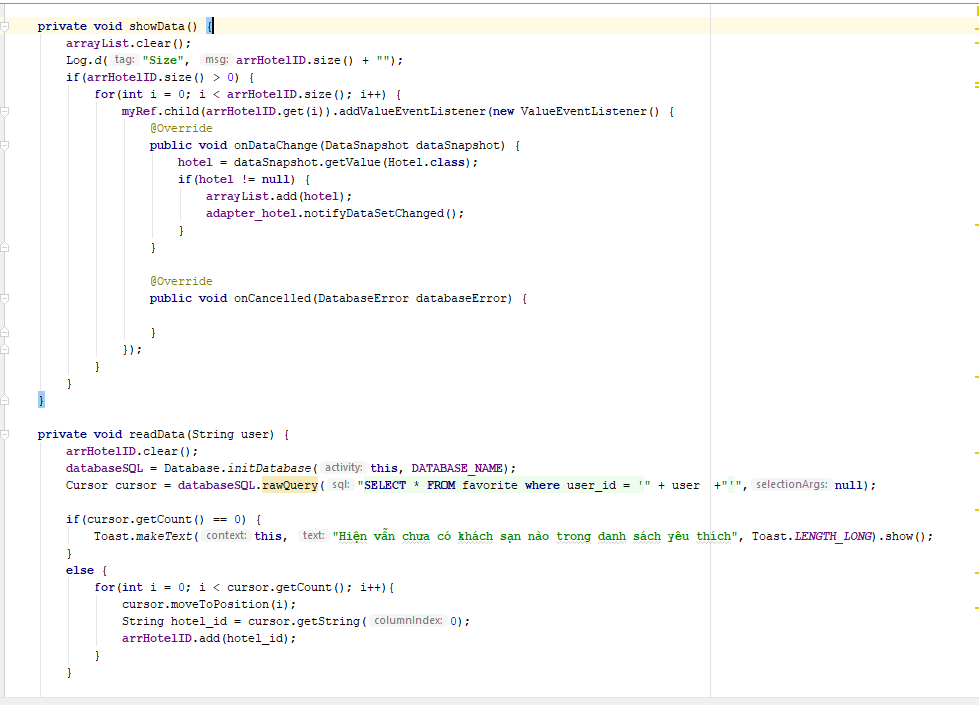 private void showData() {
arrayList.clear();
Log.d( tag: "Size", msg: arrHotelID.size() + "");
if(arrHotelID.size() > 0) {
for(int i = 0; i < arrHotelID.size(); i++) {
myRef.child(arrHotelID.get(i)).addValueEventListener(new ValueEventListener() {
@Override
public void onDataChange(DataSnapshot dataSnapshot) {
hotel = dataSnapshot.getValue(Hotel.class);
if(hotel != null) {
arrayList.add(hotel);
adapter_hotel.notifyDataSetChanged();
}
}
@Override
public void onCancelled(DatabaseError databaseError) {
}
});
}
}
}
private void readData(String user) {
arrHotelID.clear();
databaseSQL = Database.initDatabase( activity: this, DATABASE_NAME);
Cursor cursor = databaseSQL.rawQuery( sql: "SELECT * FROM favorite where user_id = '" + user +"'", selectionArgs: null);
if(cursor.getCount() == 0) {
Toast.makeText( context: this, text: "Hiện vẫn chưa có khách sạn nào trong danh sách yêu thích", Toast.LENGTH_LONG).show();
}
else {
for(int i = 0; i < cursor.getCount(); i++){
cursor.moveToPosition(i);
String hotel_id = cursor.getString( columnIndex: 0);
arrHotelID.add(hotel_id);
}
}